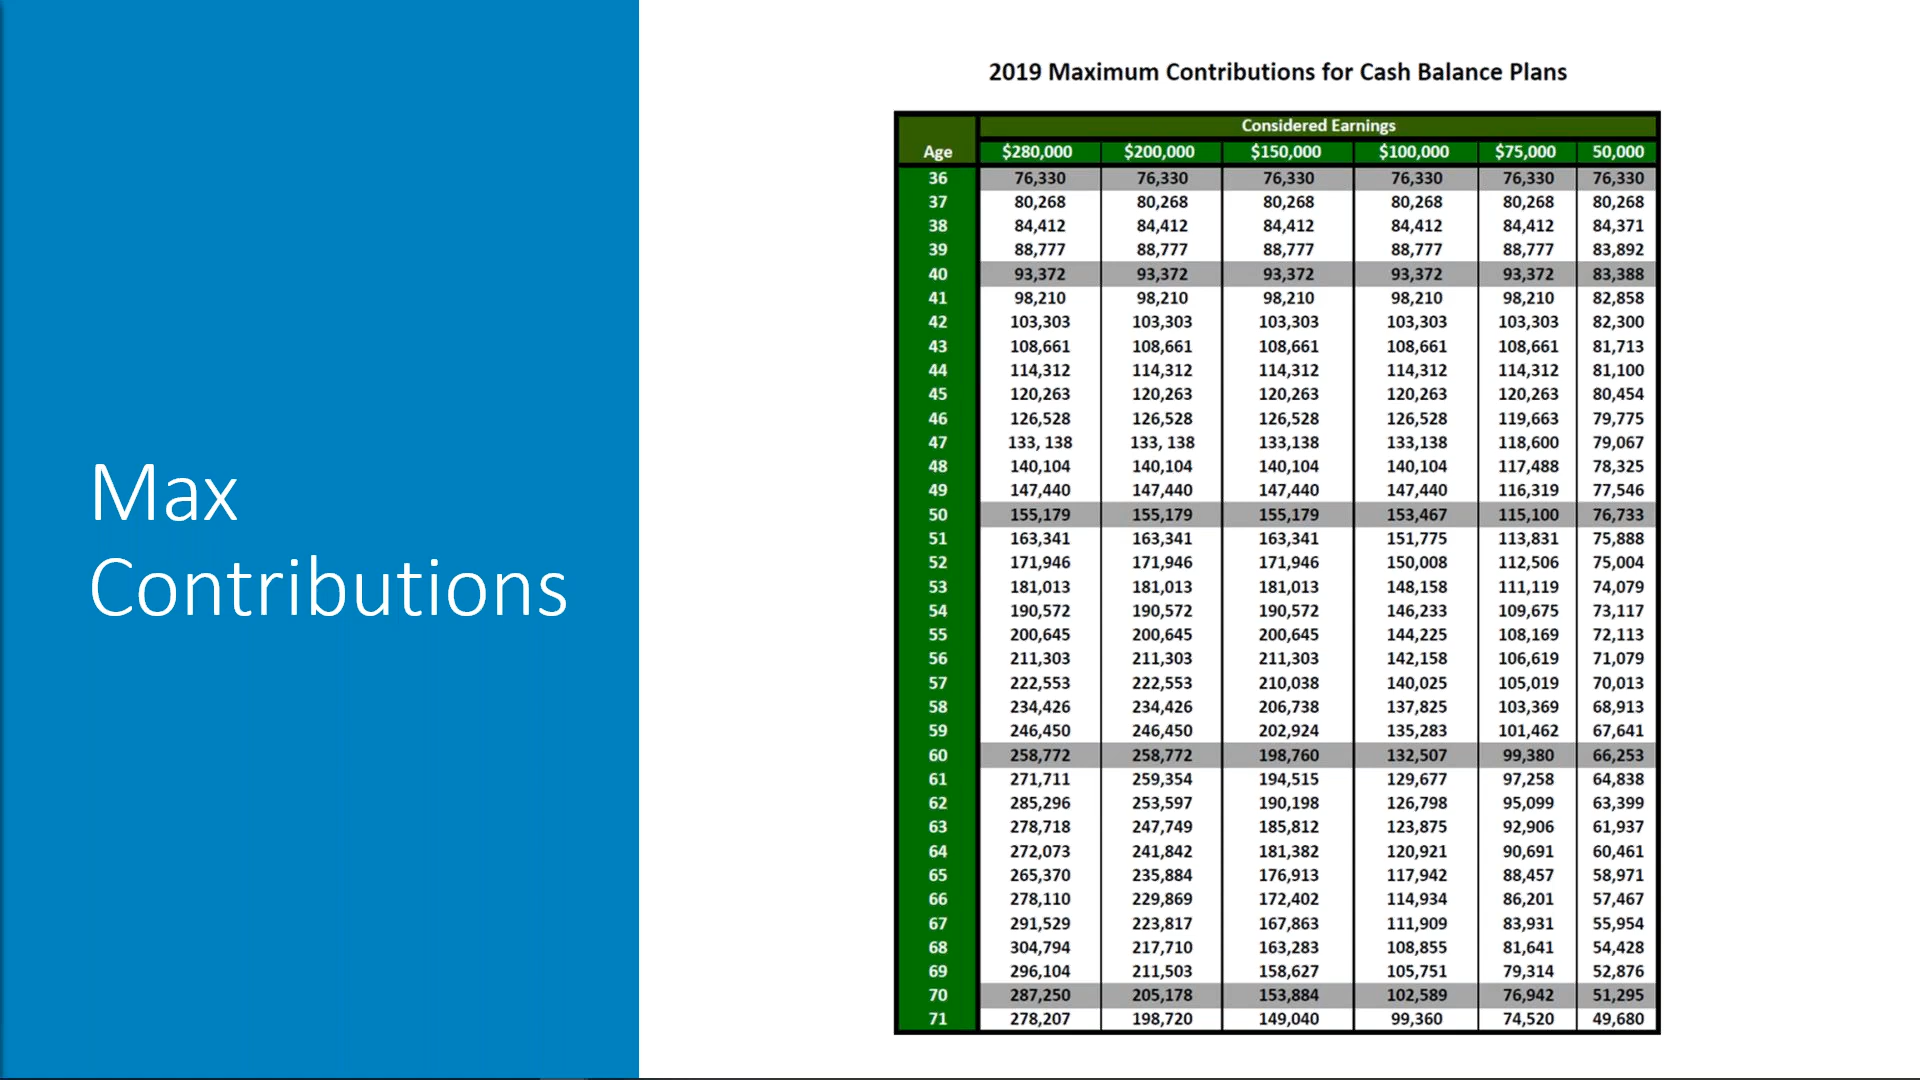 Max
Contributions
2019 Maximum Contributions for Cash Balance Plans
Considered Earnings
Age $280,000 $200,000 $150,000 $100,000 $75,000 50,000
36 76,330 76,330 76,330 76,330 76,330 76,330
37 80,268 80,268 80,268 80,268 80,268 80,268
38 84,412 84,412 84,412 84,412 84,412 84,371
39 88,777 88,777 88,777 88,777 88,777 83,892
40 93,372 93,372 93,372 93,372 93,372 83,388
41 98,210 98,210 98,210 98,210 98,210 82,858
42 103,303 103,303 103,303 103,303 103,303 82,300
43 108,661 108,661 108,661 108,661 108,661 81,713
44 114,312 114,312 114,312 114,312 114,312 81,100
45 120,263 120,263 120,263 120,263 120,263 80,454
46 126,528 126,528 126,528 126,528 119,663 79,775
47 133, 138 133, 138 133,138 133,138 118,600 79,067
48 140,104 140,104 140,104 140,104 117,488 78,325
49 147,440 147,440 147,440 147,440 116,319 77,546
50 155,179 155,179 155,179 153,467 115,100 76,733
51 163,341 163,341 163,341 151,775 113,831 75,888
52 171,946 171,946 171,946 150,008 112,506 75,004
53 181,013 181,013 181,013 148,158 111,119 74,079
54 190,572 190,572 190,572 146,233 109,675 73,117
55 200,645 200,645 200,645 144,225 108,169 72,113
56 211,303 211,303 211,303 142,158 106,619 71,079
57 222,553 222,553 210,038 140,025 105,019 70,013
58 234,426 234,426 206,738 137,825 103,369 68,913
59 246,450 246,450 202,924 135,283 101,462 67,641
60 258,772 258,772 198,760 132,507 99,380 66,253
61 271,711 259,354 194,515 129,677 97,258 64,838
62 285,296 253,597 190,198 126,798 95,099 63,399
63 278,718 247,749 185,812 123,875 92,906 61,937
64 272,073 241,842 181,382 120,921 90,691 60,461
65 265,370 235,884 176,913 117,942 88,457 58,971
66 278,110 229,869 172,402 114,934 86,201 57,467
67 291,529 223,817 167,863 111,909 83,931 55,954
68 304,794 217,710 163,283 108,855 81,641 54,428
69 296,104 211,503 158,627 105,751 79,314 52,876
70 287,250 205,178 153,884 102,589 76,942 51,295
71 278,207 198,720 149,040 99,360 74,520 49,680